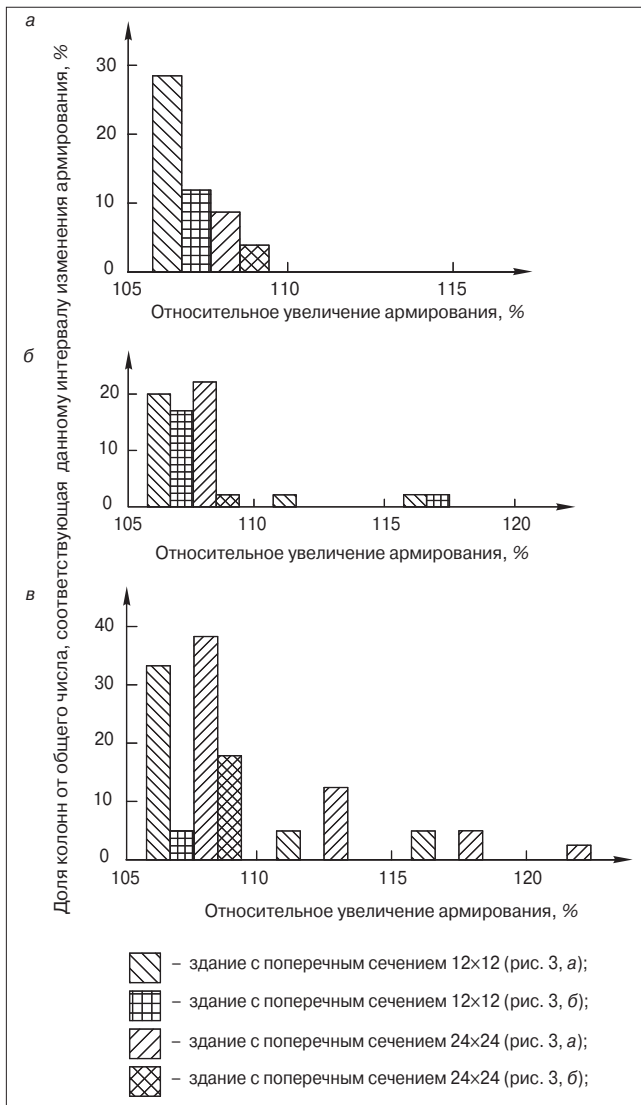 Доля колонн от общего числа, соответствующая данному интервалу изменения армирования, %
а
30
20
10
0
105 110 115
Относительное увеличение армирования, %
б
20
10
0
105 110 115 120
Относительное увеличение армирования, %
в
40
30
20
10
0
105 110 115 120
Относительное увеличение армирования, %
– здание с поперечным сечением 12×12 (рис. 3, а);
– здание с поперечным сечением 12×12 (рис. 3, б);
– здание с поперечным сечением 24×24 (рис. 3, а);
– здание с поперечным сечением 24×24 (рис. 3, б);